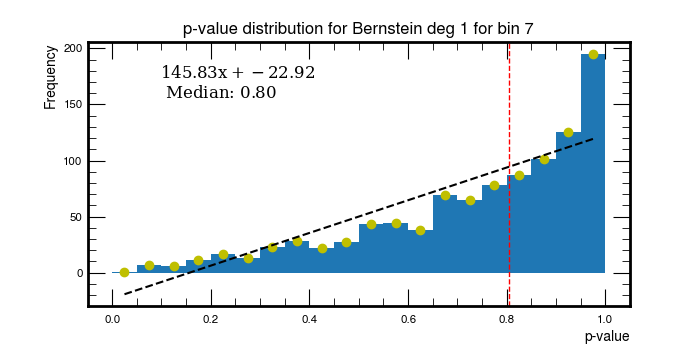 p-value distribution for Bernstein deg 1 for bin 7
Frequency
200
150
100
50
0
145.83x + −22.92
Median: 0.80
0.0 0.2 0.4 0.6 0.8 1.0
p-value